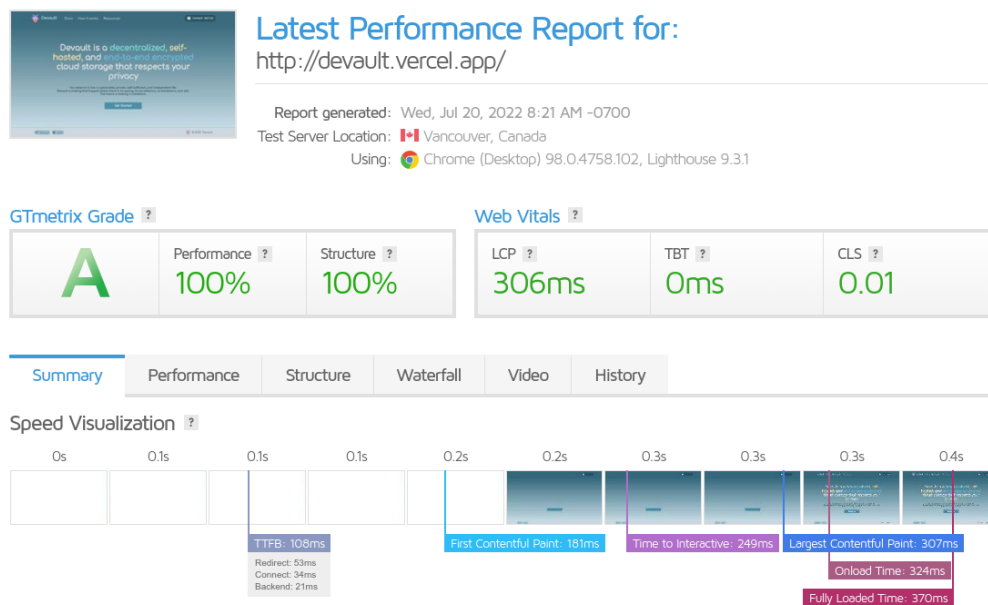 Latest Performance Report for:
http://devault.vercel.app/
Devault
Devault is a decentralized, self-
hosted, and end-to-end encrypted
cloud storage that respects your
privacy
Report generated: Wed, Jul 20, 2022 8:21 AM -0700
Test Server Location: Vancouver, Canada
Using: Chrome (Desktop) 98.0.4758.102, Lighthouse 9.3.1
GTmetrix Grade ?
Web Vitals ?
A
Performance ?
100%
Structure ?
100%
LCP ?
306ms
TBT ?
0ms
CLS ?
0.01
Summary Performance Structure Waterfall Video History
Speed Visualization ?
0s 0.1s 0.1s 0.1s 0.2s 0.2s 0.3s 0.3s 0.3s 0.4s
TTFB: 108ms
Redirect: 53ms
Connect: 34ms
Backend: 21ms
First Contentful Paint: 181ms
Time to Interactive: 249ms
Largest Contentful Paint: 307ms
Onload Time: 324ms
Fully Loaded Time: 370ms